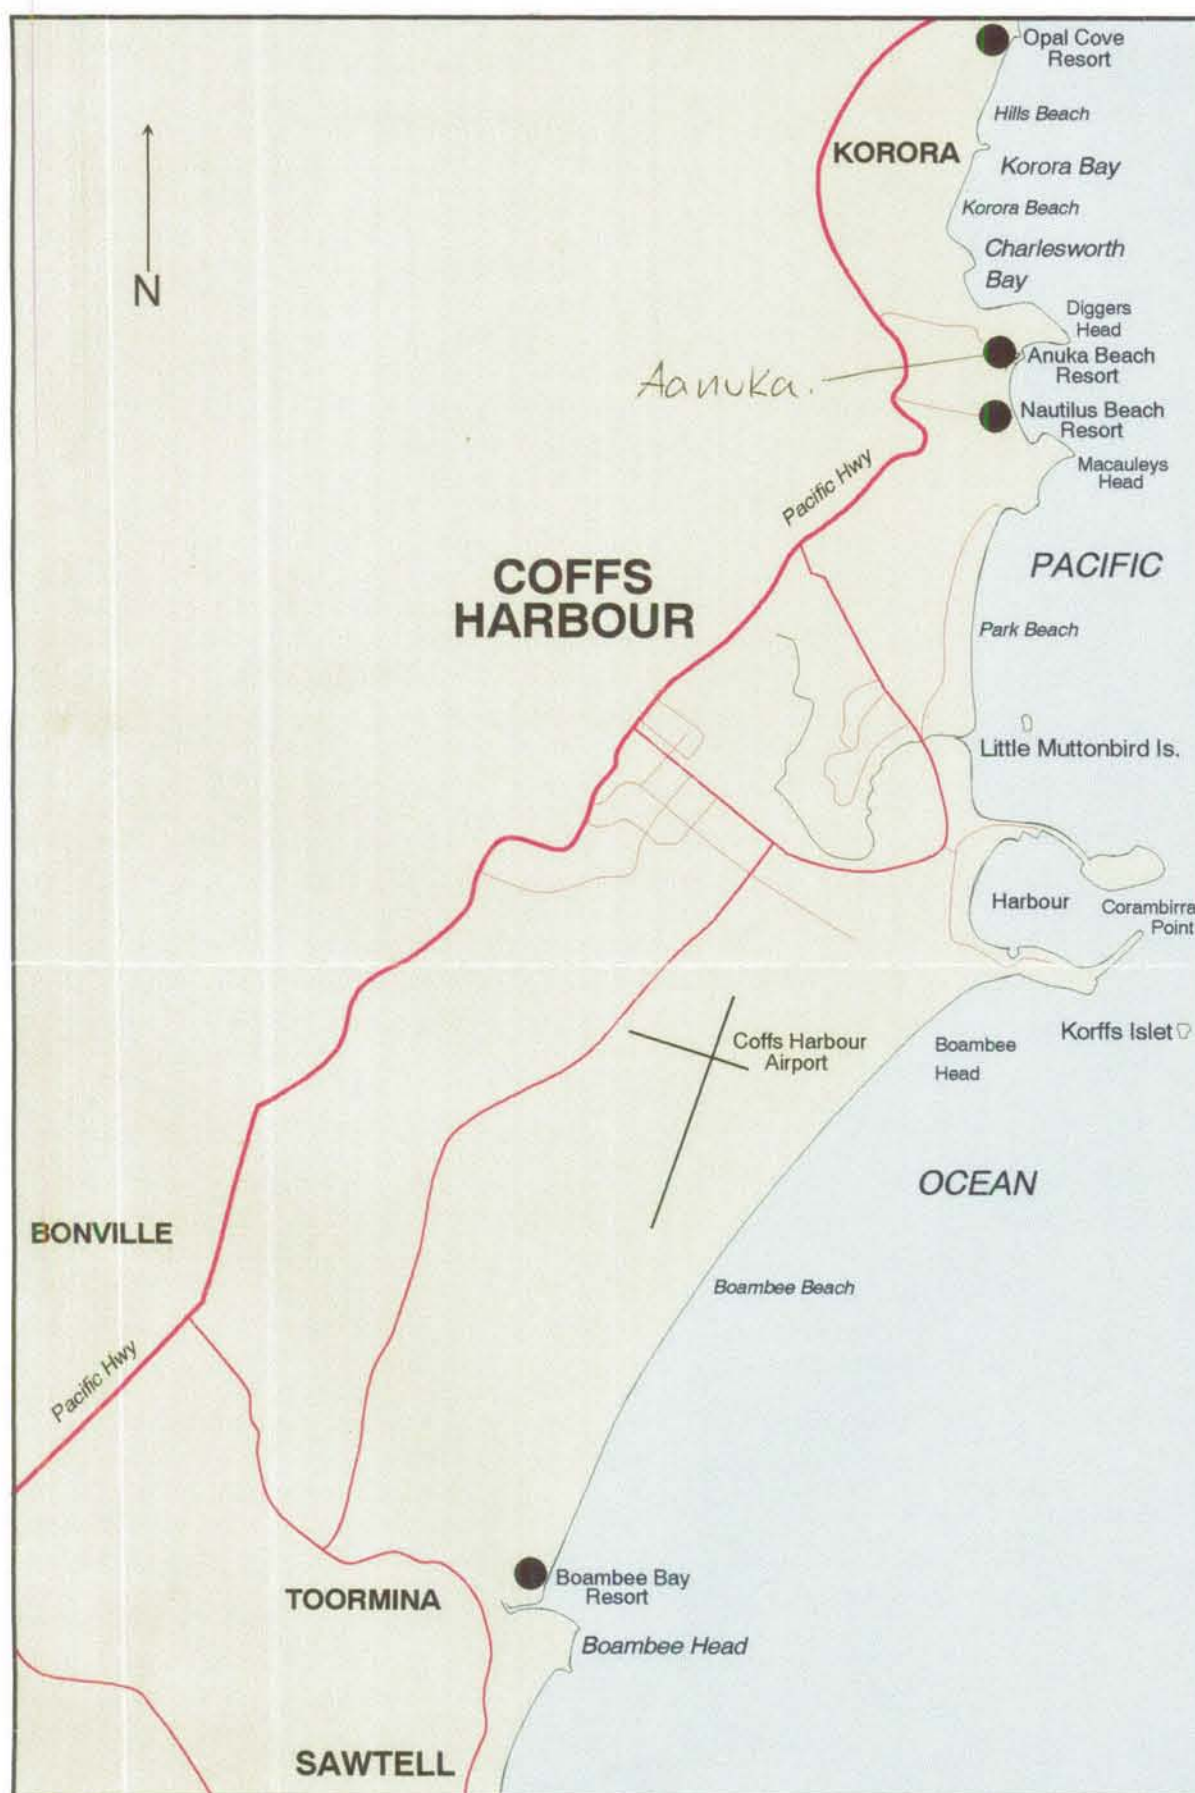 Opal Cove
Resort
Hills Beach
KORORA
Korora Bay
Korora Beach
Charlesworth
Bay
N
Diggers
Head
Anuka Beach
Resort
Aanuka.
Nautilus Beach
Resort
Macauleys
Head
Pacific Hwy
COFFS
HARBOUR
PACIFIC
Park Beach
Little Muttonbird Is.
Harbour
Corambirra
Point
Coffs Harbour
Airport
Boambee
Head
Korffs Islet
OCEAN
BONVILLE
Boambee Beach
Pacific Hwy
Boambee Bay
Resort
TOORMINA
Boambee Head
SAWTELL